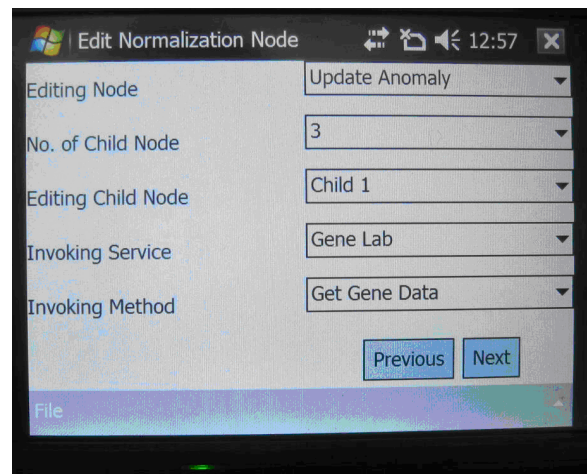 Edit Normalization Node 12:57
Editing Node Update Anomaly
No. of Child Node 3
Editing Child Node Child 1
Invoking Service Gene Lab
Invoking Method Get Gene Data
Previous Next
File